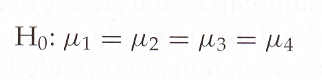 H₀: μ₁ = μ₂ = μ₃ = μ₄